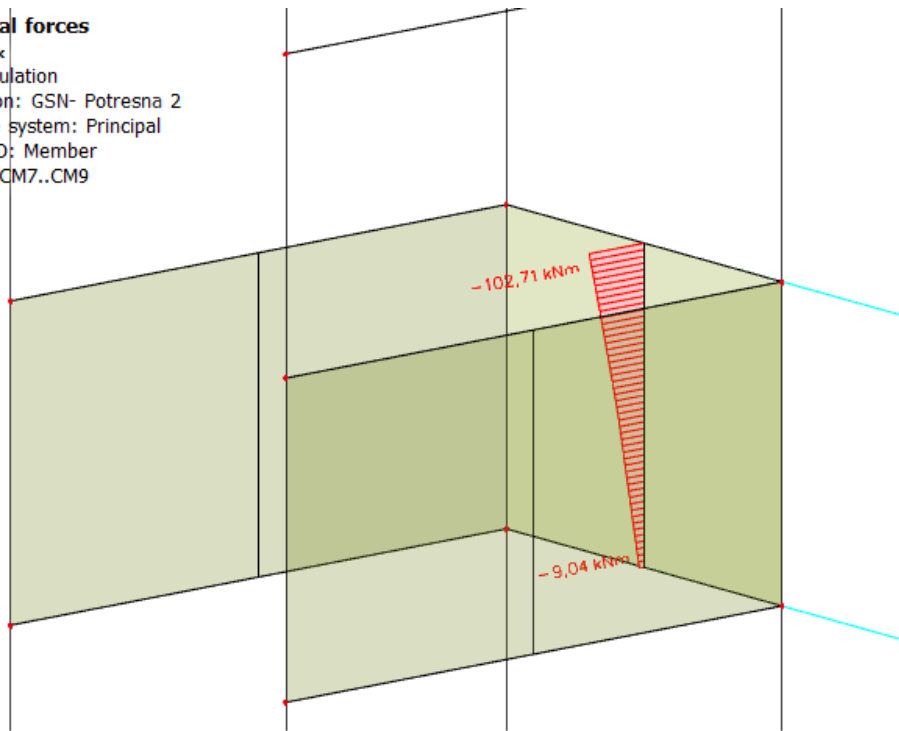 al forces
ulation
on: GSN- Potresna 2
system: Principal
D: Member
CM7..CM9
-102,71 kNm
-9,04 kNm